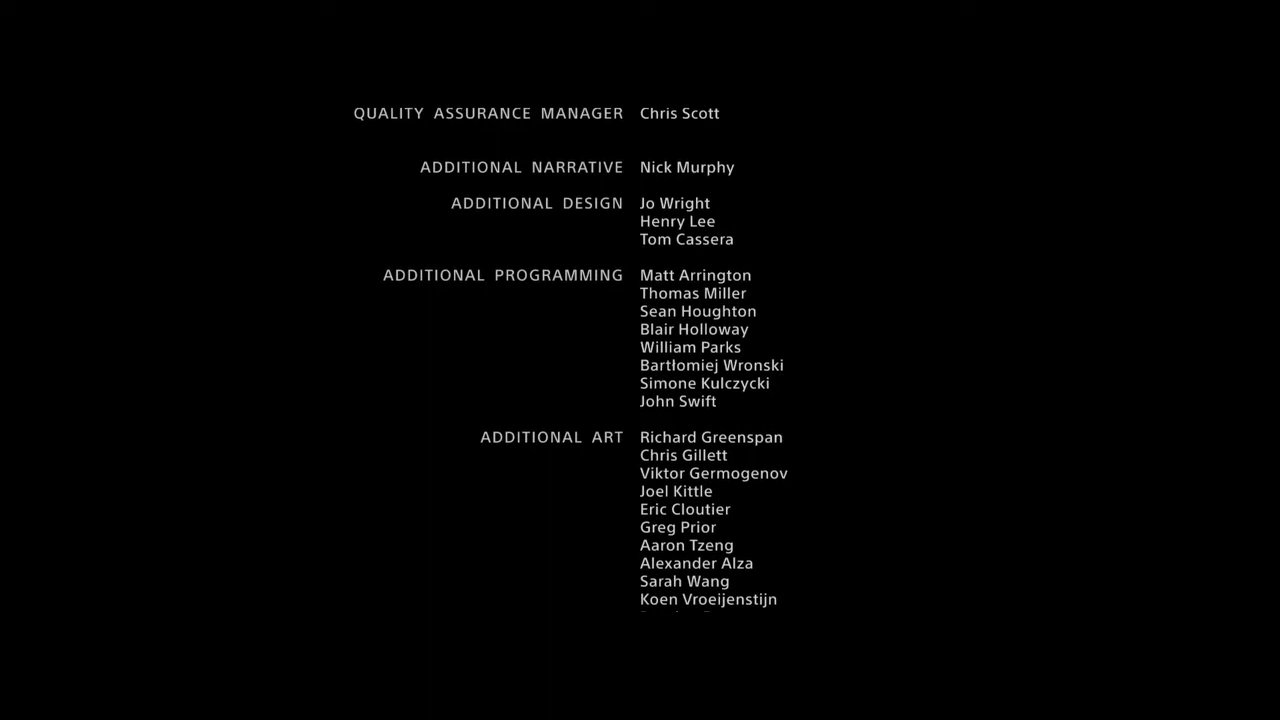 QUALITY ASSURANCE MANAGER Chris Scott
ADDITIONAL NARRATIVE Nick Murphy
ADDITIONAL DESIGN Jo Wright
Henry Lee
Tom Cassera
ADDITIONAL PROGRAMMING Matt Arrington
Thomas Miller
Sean Houghton
Blair Holloway
William Parks
Bartłomiej Wronski
Simone Kulczycki
John Swift
ADDITIONAL ART Richard Greenspan
Chris Gillett
Viktor Germogenov
Joel Kittle
Eric Cloutier
Greg Prior
Aaron Tzeng
Alexander Alza
Sarah Wang
Koen Vroeijenstijn